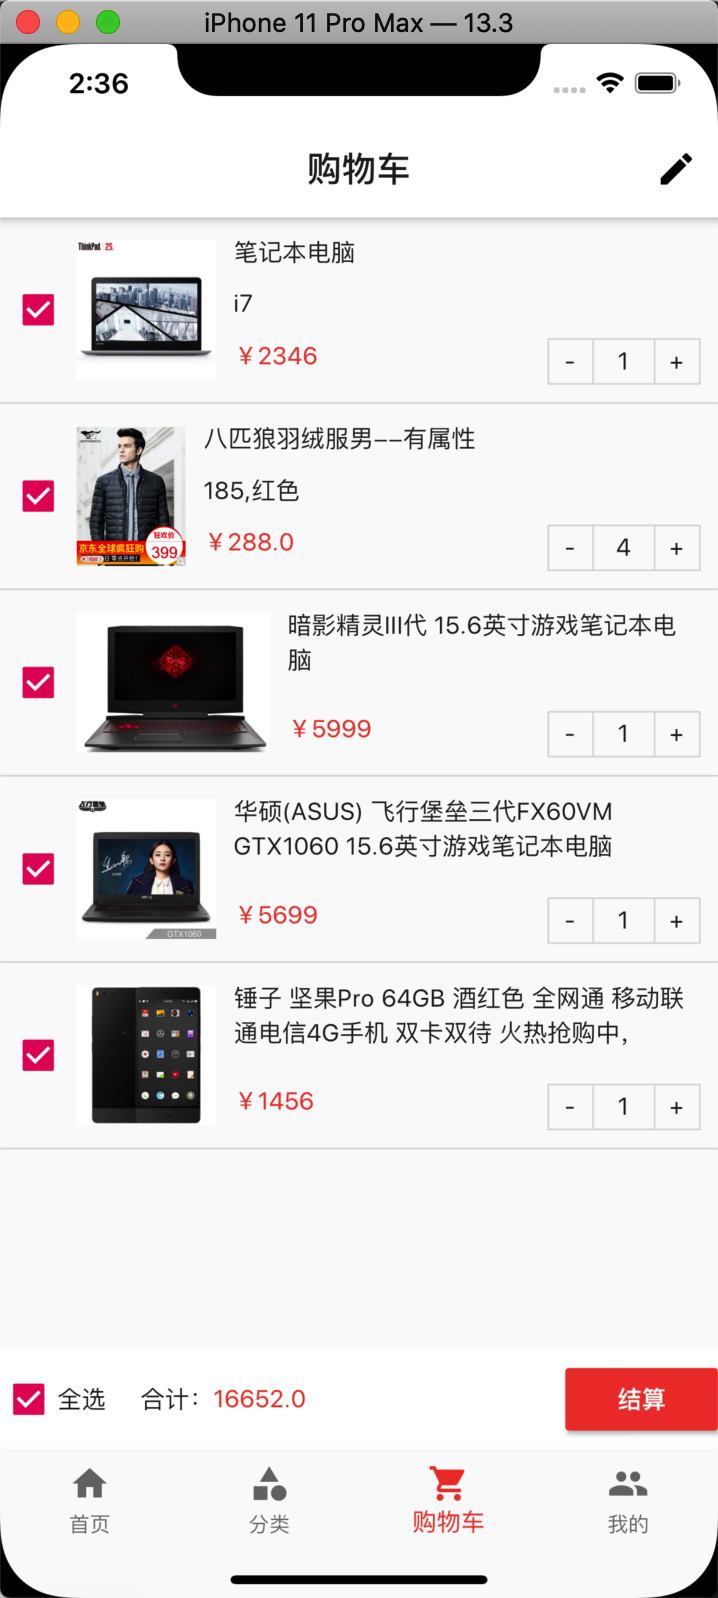 iPhone 11 Pro Max — 13.3
2:36
购物车
ThinkPad 25
笔记本电脑
i7
￥2346
- 1 +
八匹狼羽绒服男--有属性
185,红色
￥288.0
狂欢价
京东全球疯狂购
399
- 4 +
暗影精灵III代 15.6英寸游戏笔记本电
脑
￥5999
- 1 +
华硕(ASUS) 飞行堡垒三代FX60VM
GTX1060 15.6英寸游戏笔记本电脑
￥5699
GTX1060
- 1 +
锤子 坚果Pro 64GB 酒红色 全网通 移动联
通电信4G手机 双卡双待 火热抢购中,
￥1456
- 1 +
全选 合计: 16652.0 结算
首页 分类 购物车 我的